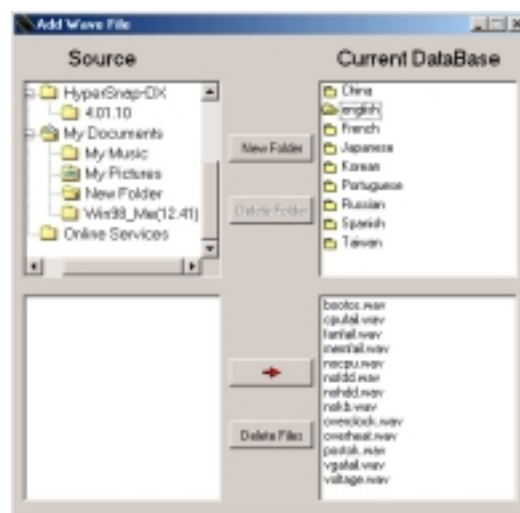 Add Wave File
Source
Current DataBase
HyperSnap-DX
4.01.10
My Documents
My Music
My Pictures
New Folder
Win98_Me(12.41)
Online Services
New Folder
Delete Folder
China
english
French
Japanese
Korean
Portuguese
Russian
Spanish
Taiwan
Delete Files
bootos.wav
cpufail.wav
fanfail.wav
memfail.wav
nocpu.wav
nofdd.wav
nohdd.wav
nokb.wav
overclock.wav
overheat.wav
postok.wav
vgafail.wav
voltage.wav